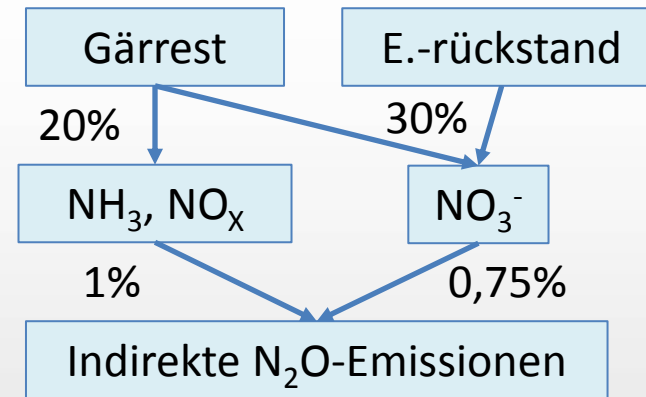 Gärrest
E.-rückstand
20%
30%
NH₃, NOₓ
NO₃⁻
1%
0,75%
Indirekte N₂O-Emissionen